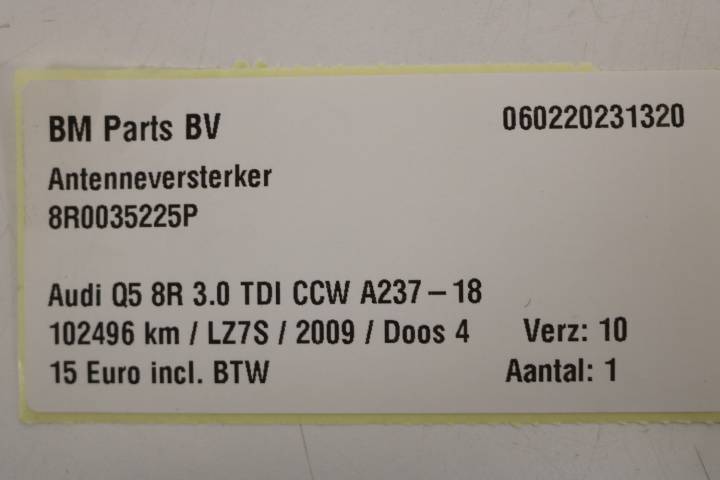 BM Parts BV 060220231320
Antenneversterker
8R0035225P
Audi Q5 8R 3.0 TDI CCW A237-18
102496 km / LZ7S / 2009 / Doos 4 Verz: 10
15 Euro incl. BTW Aantal: 1